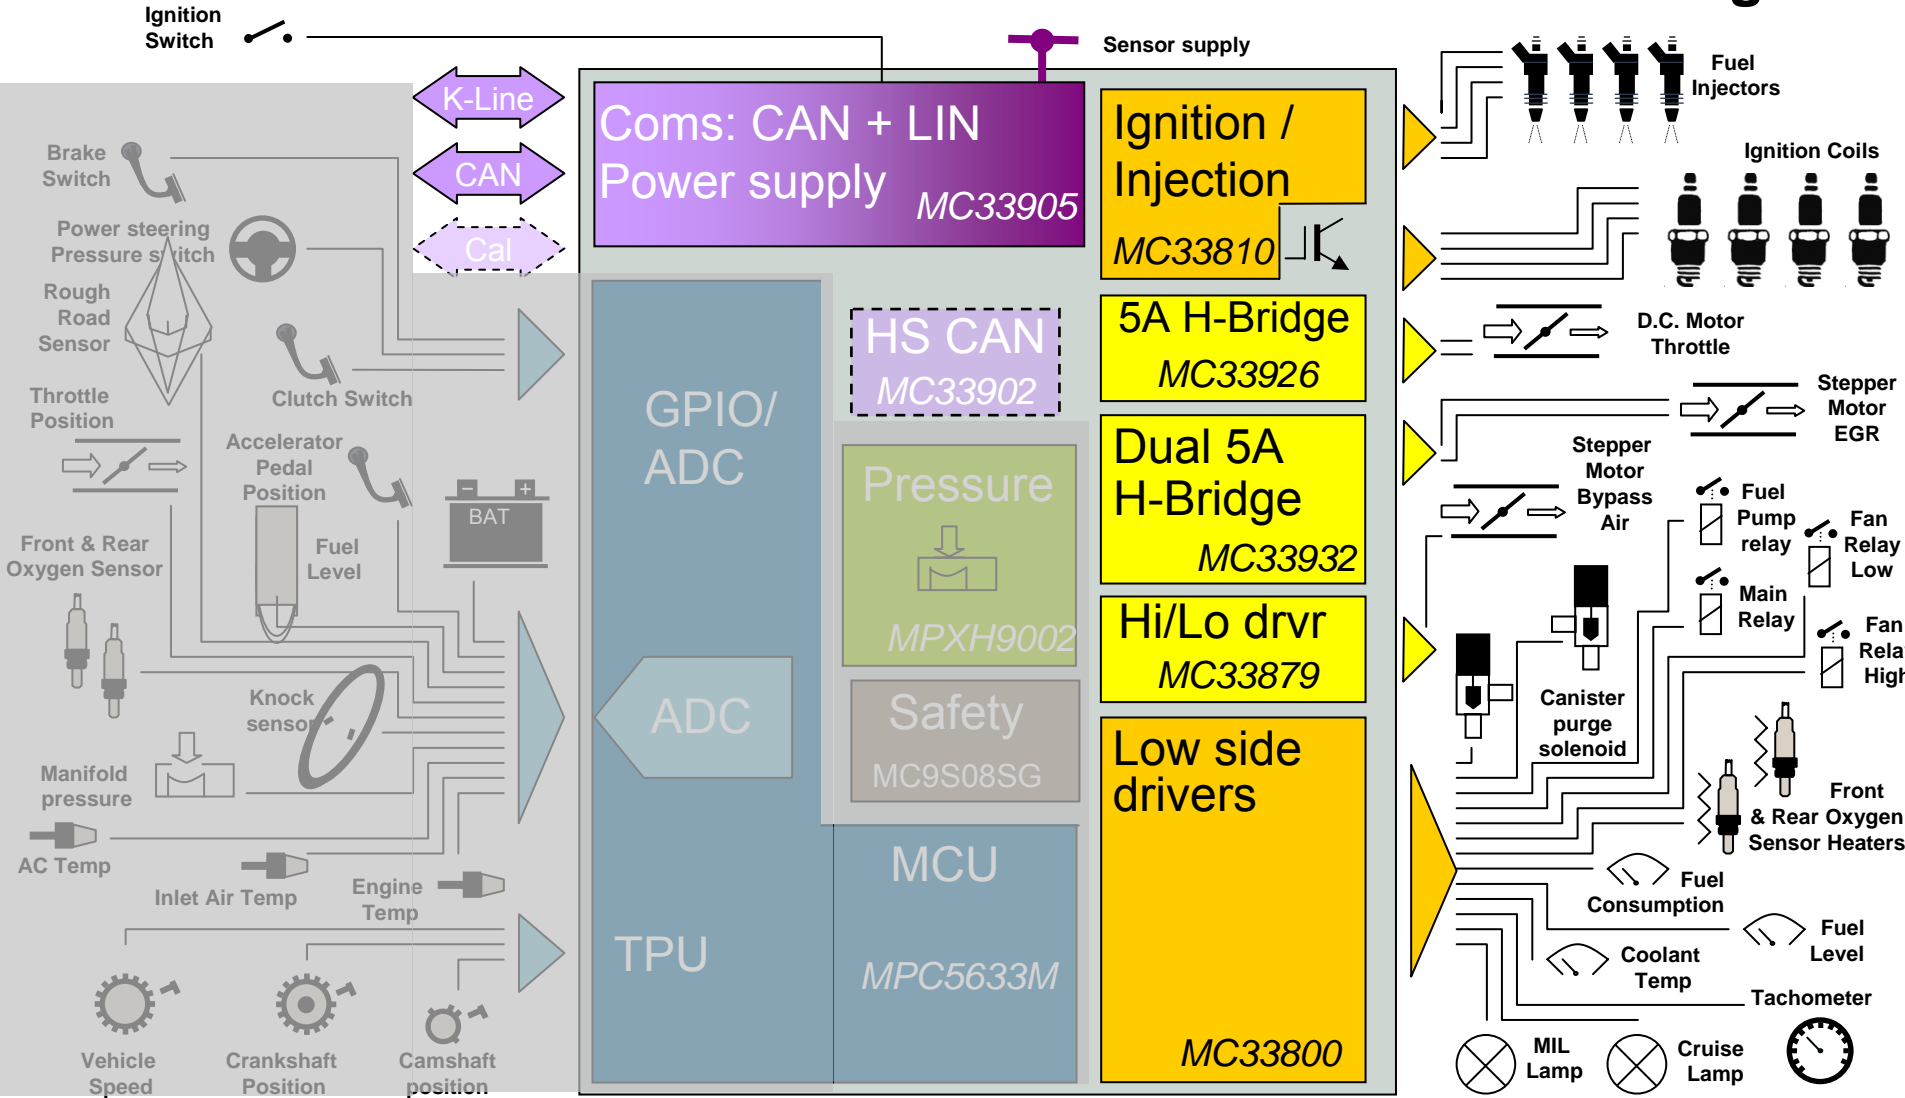 g
Ignition
Switch
Sensor supply
K-Line
CAN
Cal
Coms: CAN + LIN
Power supply
MC33905
Ignition /
Injection
MC33810
Fuel
Injectors
Ignition Coils
Brake
Switch
Power steering
Pressure switch
Rough
Road
Sensor
Clutch Switch
Throttle
Position
Accelerator
Pedal
Position
BAT
- +
Front & Rear
Oxygen Sensor
Fuel
Level
Knock
sensor
Manifold
pressure
AC Temp
Inlet Air Temp
Engine
Temp
Vehicle
Speed
Crankshaft
Position
Camshaft
position
GPIO/
ADC
ADC
TPU
HS CAN
MC33902
Pressure
MPXH9002
Safety
MC9S08SG
MCU
MPC5633M
5A H-Bridge
MC33926
Dual 5A
H-Bridge
MC33932
Hi/Lo drvr
MC33879
Low side
drivers
MC33800
D.C. Motor
Throttle
Stepper
Motor
EGR
Stepper
Motor
Bypass
Air
Fuel
Pump
relay
Fan
Relay
Low
Main
Relay
Fan
Rela
High
Canister
purge
solenoid
Front
& Rear Oxygen
Sensor Heaters
Fuel
Consumption
Fuel
Level
Coolant
Temp
Tachometer
MIL
Lamp
Cruise
Lamp